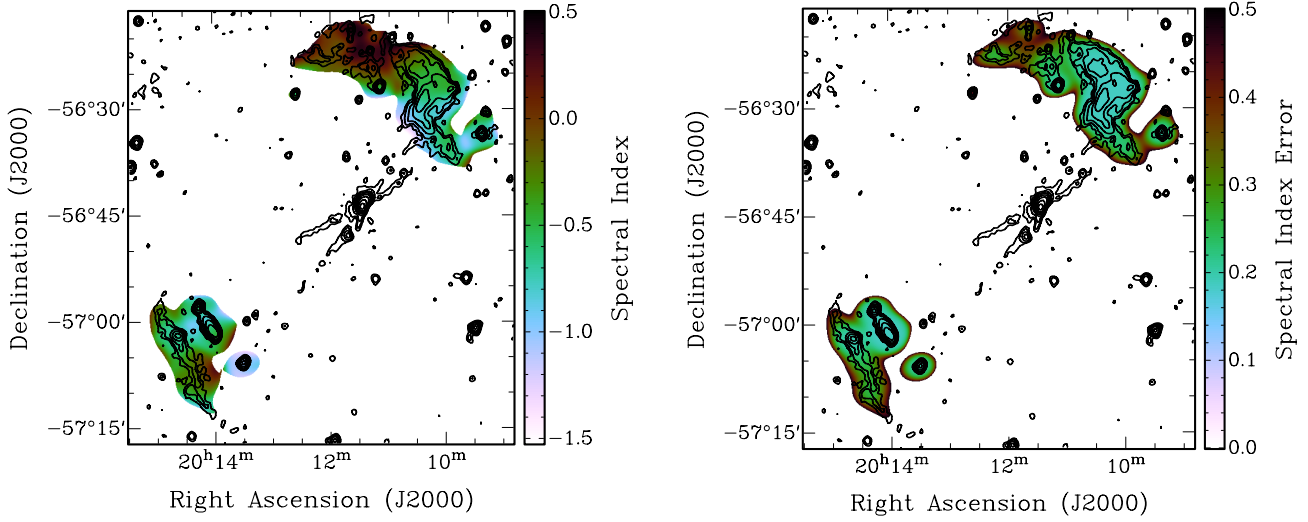 0.5
0.0
−0.5
−1.0
−1.5
Spectral Index
−56°30′
−56°45′
−57°00′
−57°15′
Declination (J2000)
20ʰ14ᵐ
12ᵐ
10ᵐ
Right Ascension (J2000)
0.5
0.4
0.3
0.2
0.1
0.0
Spectral Index Error
−56°30′
−56°45′
−57°00′
−57°15′
Declination (J2000)
20ʰ14ᵐ
12ᵐ
10ᵐ
Right Ascension (J2000)